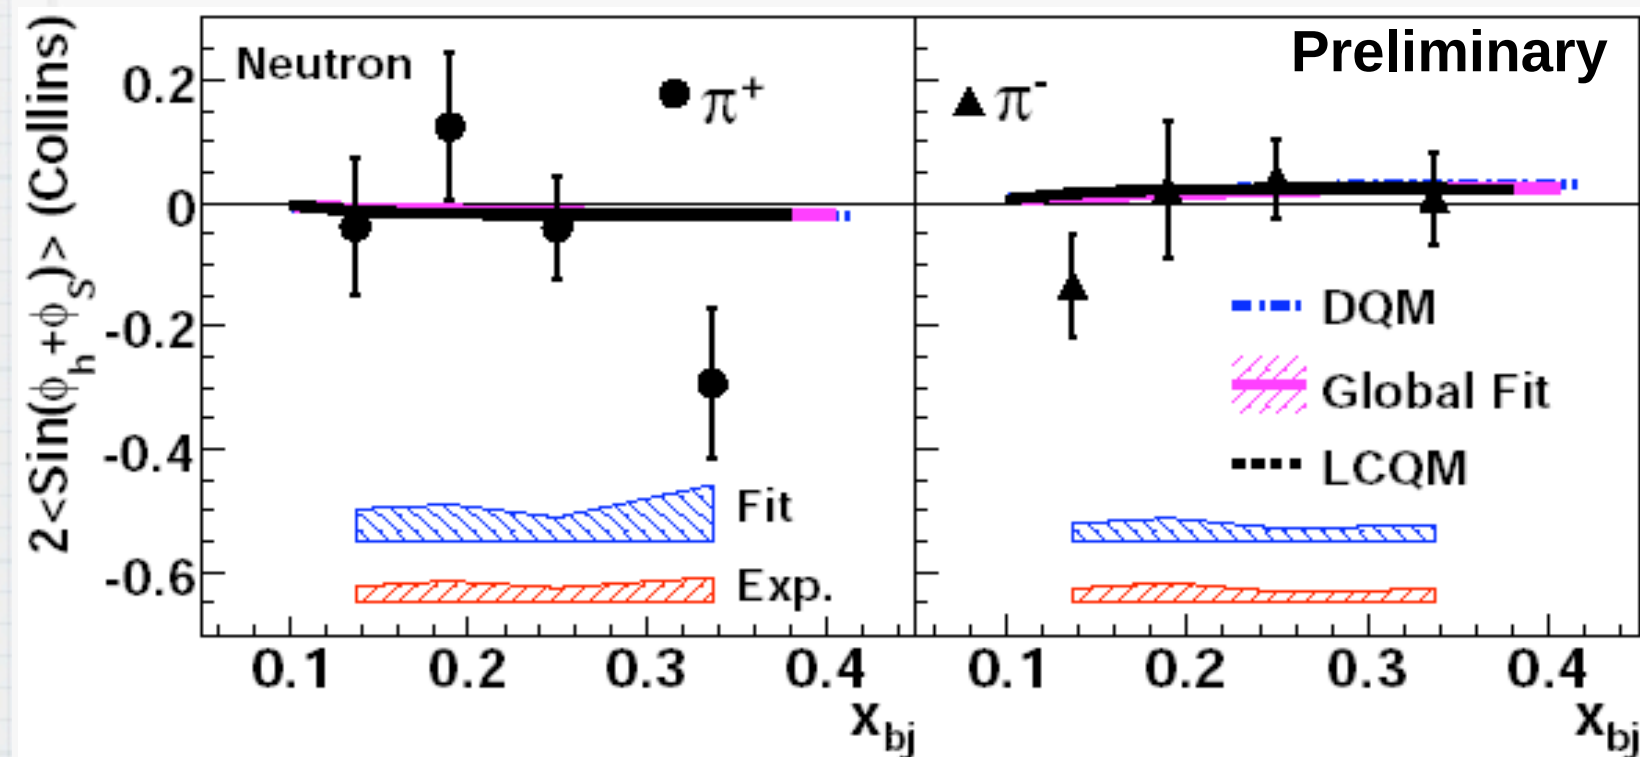 2<Sin(ϕh+ϕS)> (Collins)
Neutron
π+
Preliminary
π-
0.2
0
-0.2
-0.4
-0.6
DQM
Global Fit
LCQM
Fit
Exp.
0.1 0.2 0.3 0.4
xbj
0.1 0.2 0.3 0.4
xbj